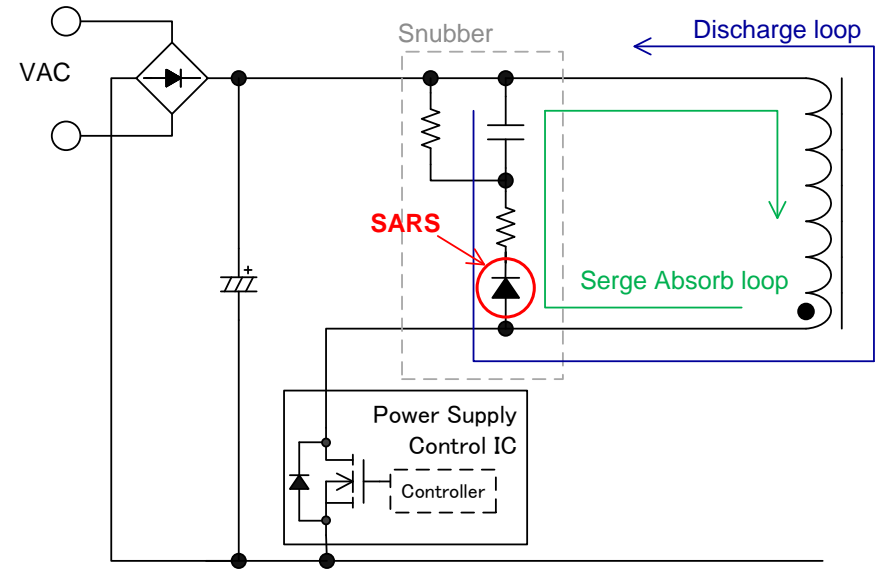 Discharge loop
Snubber
VAC
SARS
Serge Absorb loop
+
Power Supply
Control IC
Controller